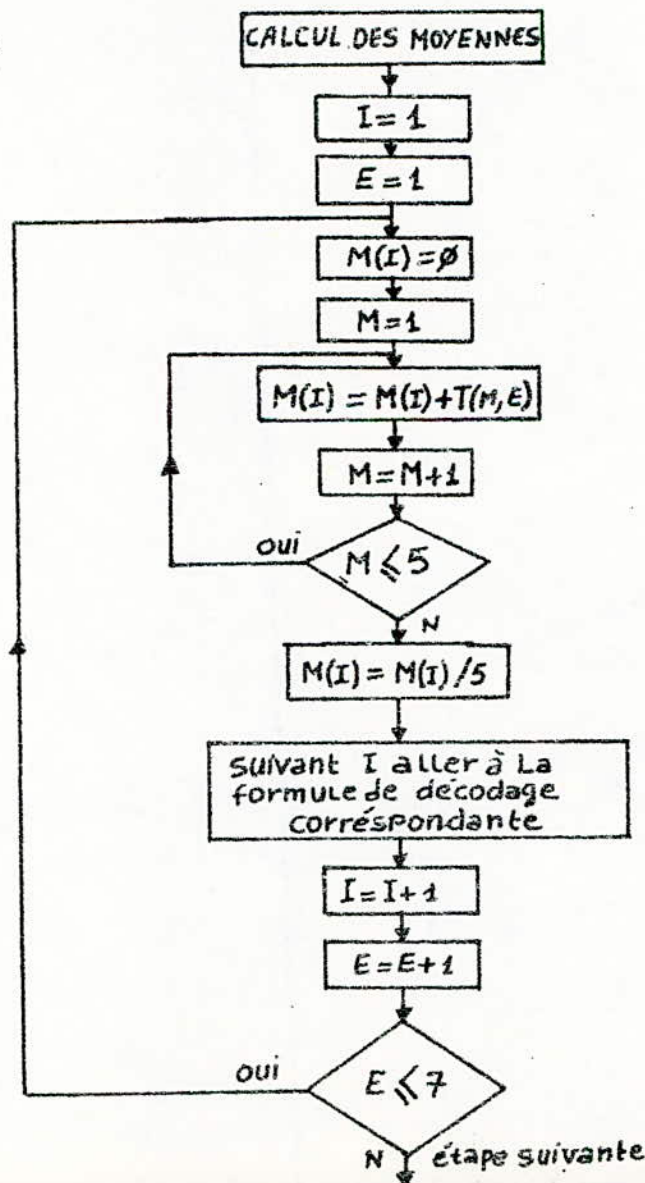 CALCUL DES MOYENNES
I = 1
E = 1
M(I) = ø
M = 1
M(I) = M(I) + T(M, E)
M = M + 1
oui
M ≤ 5
N
M(I) = M(I) / 5
Suivant I aller à La
formule de décodage
corréspondante
I = I + 1
E = E + 1
oui
E ≤ 7
N étape suivante